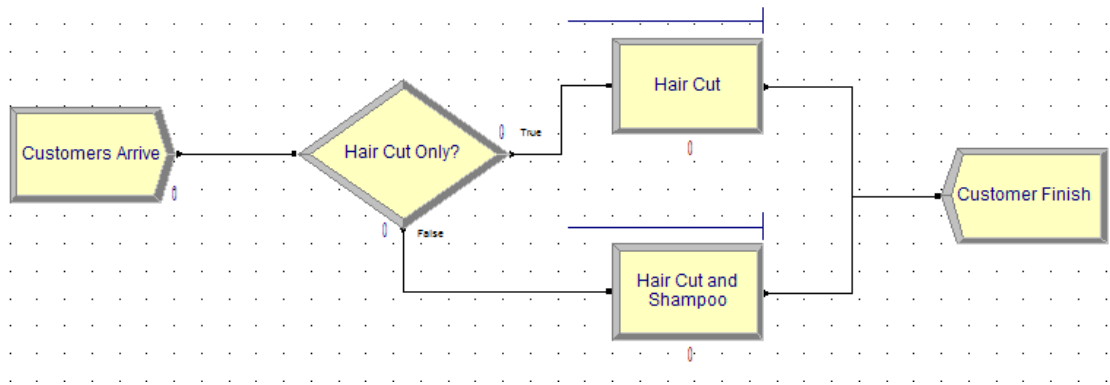 Customers Arrive
0
Hair Cut Only?
0
True
0
False
Hair Cut
0
Hair Cut and
Shampoo
0
Customer Finish